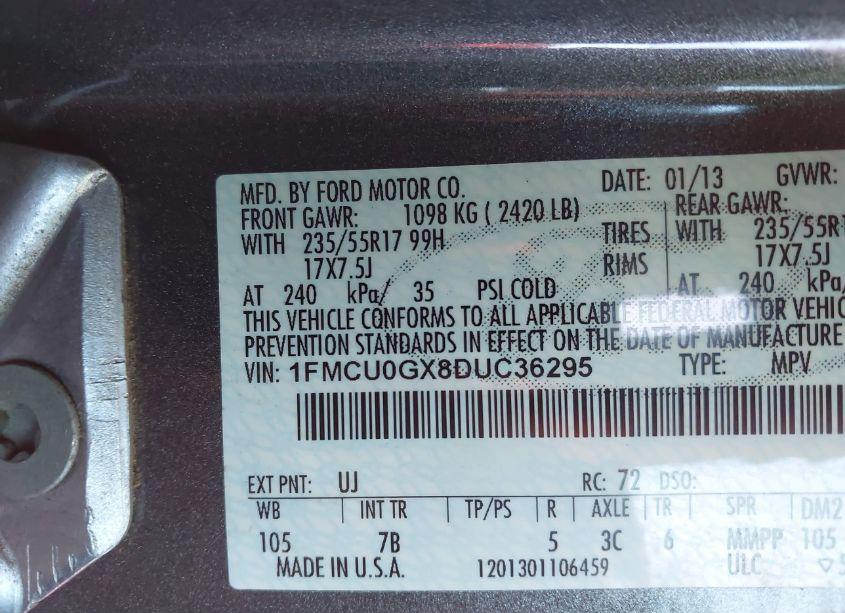 MFD. BY FORD MOTOR CO. DATE: 01/13 GVWR:
FRONT GAWR: 1098 KG ( 2420 LB) REAR GAWR:
WITH 235/55R17 99H TIRES WITH 235/55R1
17X7.5J RIMS 17X7.5J
AT 240 kPa/ 35 PSI COLD AT 240 kPa/
THIS VEHICLE CONFORMS TO ALL APPLICABLE FEDERAL MOTOR VEHIC
PREVENTION STANDARDS IN EFFECT ON THE DATE OF MANUFACTURE
VIN: 1FMCU0GX8DUC36295 TYPE: MPV
EXT PNT: UJ RC: 72 DSO:
WB INT TR TP/PS R AXLE TR SPR DM2
105 7B 5 3C 6 MMPP 105
MADE IN U.S.A. 1201301106459 ULC ▽5